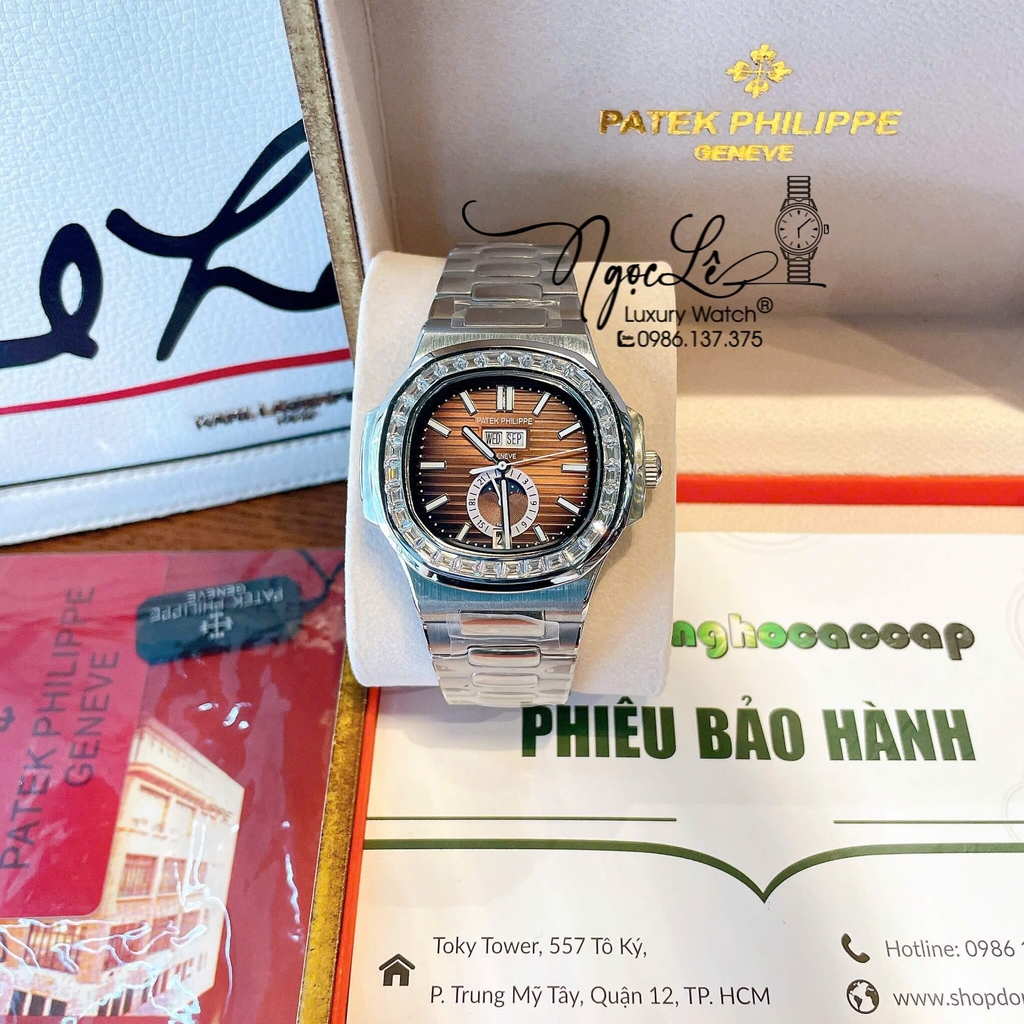 PATEK PHILIPPE
GENEVE
Ngọc Lê
Luxury Watch®
0986.137.375
PATEK PHILIPPE
WED SEP
GENEVE
PATEK PHILIPPE
GENEVE
PATEK PHILIPPE
GENEVE
nghocaccap
PHIẾU BẢO HÀNH
Toky Tower, 557 Tô Ký,
P. Trung Mỹ Tây, Quận 12, TP. HCM
Hotline: 0986 1
www.shopdo